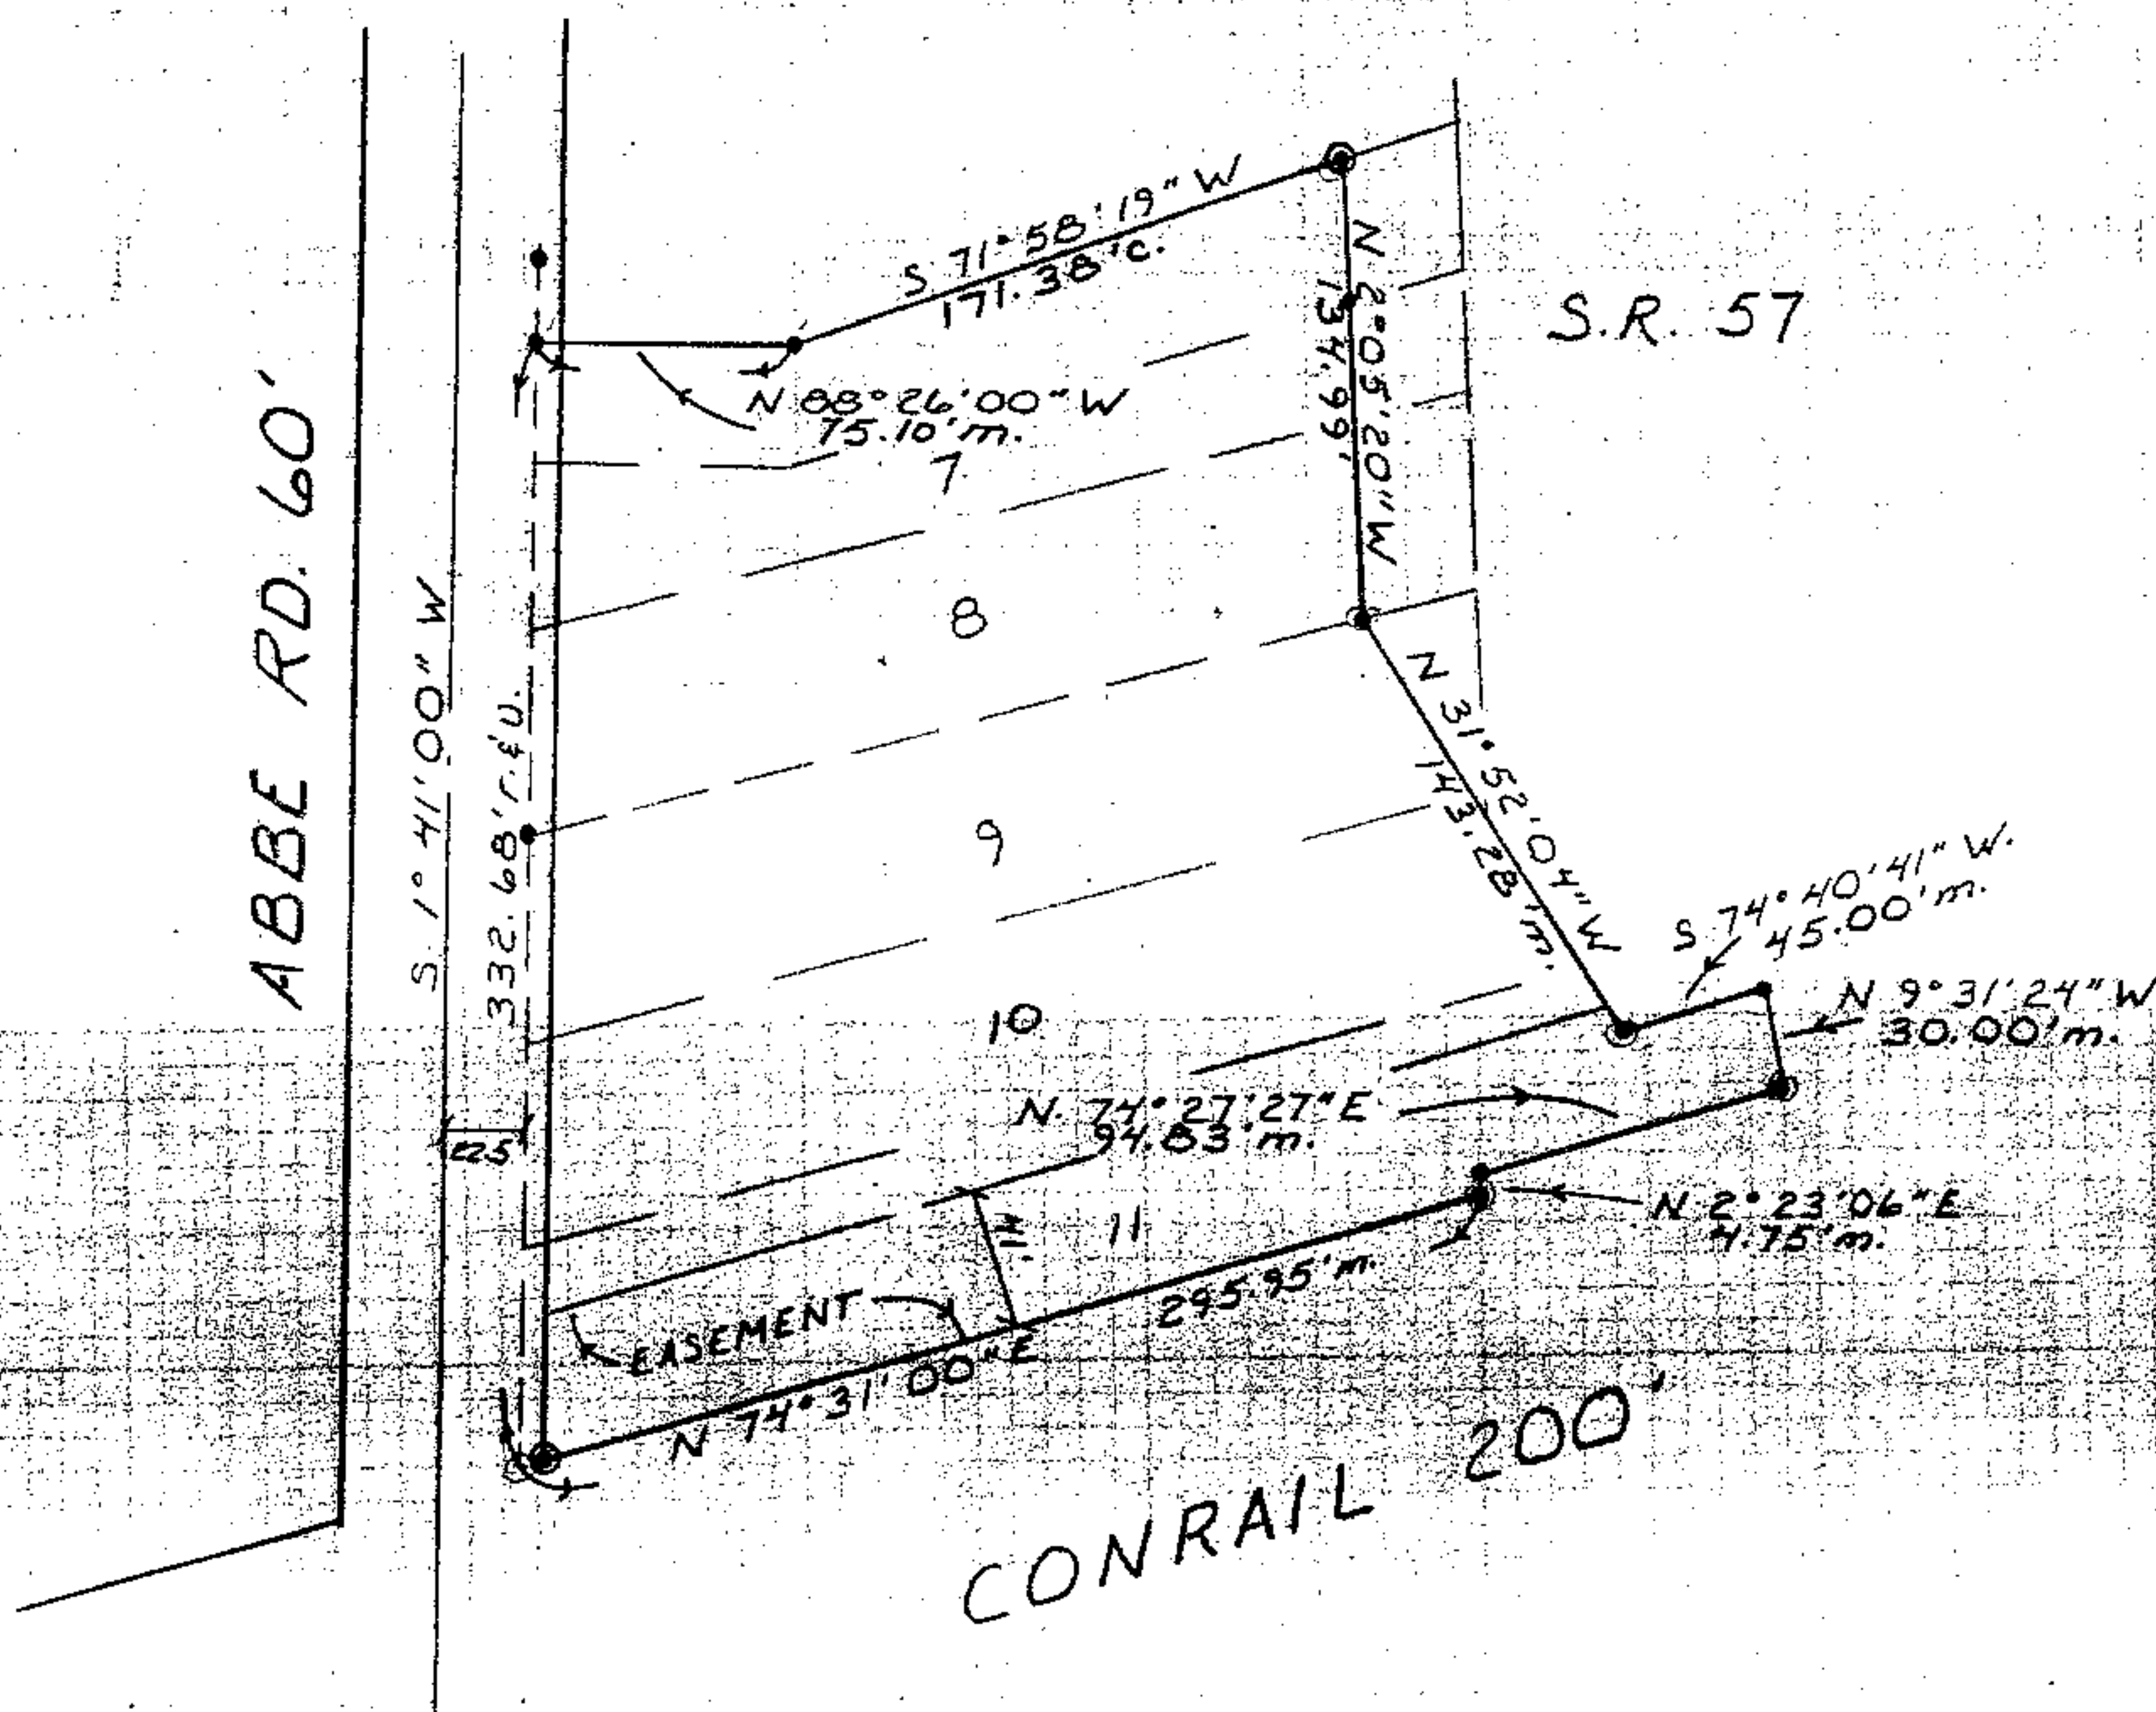 S 71°58'19" W
171.38'c.
N 2°05'20" W
134.99'
S.R. 57
N 88°26'00" W
75.10'm.
ABBE RD. 60'
S 1°41'00" W
332.68' r.&u.
7
8
9
10
11
N 31°52'04" W
143.28'm.
S 74°40'41" W.
45.00'm.
N 9°31'24" W
30.00'm.
N. 74°27'27" E
94.83'm.
N 2°23'06" E
4.75'm.
EASEMENT
N 74°31'00" E
295.95'm.
CONRAIL 200'